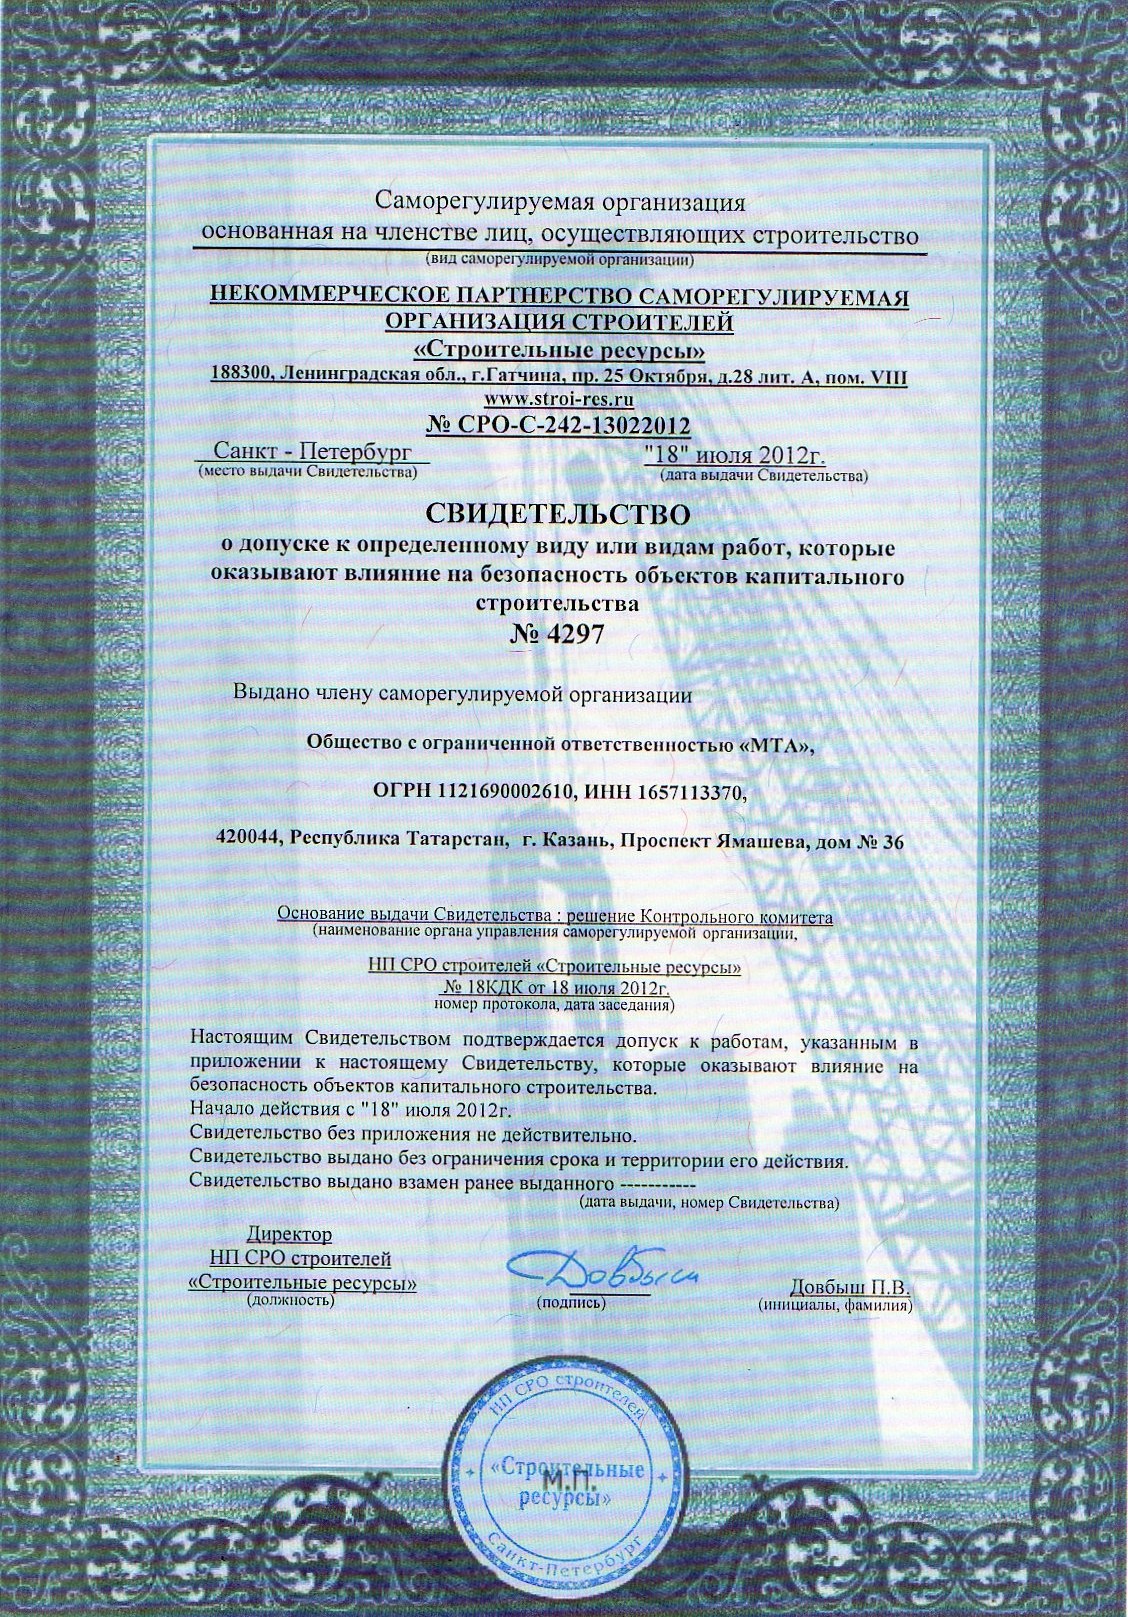 Саморегулируемая организация
основанная на членстве лиц, осуществляющих строительство
(вид саморегулируемой организации)
НЕКОММЕРЧЕСКОЕ ПАРТНЕРСТВО САМОРЕГУЛИРУЕМАЯ
ОРГАНИЗАЦИЯ СТРОИТЕЛЕЙ
«Строительные ресурсы»
188300, Ленинградская обл., г.Гатчина, пр. 25 Октября, д.28 лит. А, пом. VIII
www.stroi-res.ru
№ СРО-С-242-13022012
Санкт - Петербург "18" июля 2012г.
(место выдачи Свидетельства) (дата выдачи Свидетельства)
СВИДЕТЕЛЬСТВО
о допуске к определенному виду или видам работ, которые
оказывают влияние на безопасность объектов капитального
строительства
№ 4297
Выдано члену саморегулируемой организации
Общество с ограниченной ответственностью «МТА»,
ОГРН 1121690002610, ИНН 1657113370,
420044, Республика Татарстан, г. Казань, Проспект Ямашева, дом № 36
Основание выдачи Свидетельства : решение Контрольного комитета
(наименование органа управления саморегулируемой организации,
НП СРО строителей «Строительные ресурсы»
№ 18КДК от 18 июля 2012г.
номер протокола, дата заседания)
Настоящим Свидетельством подтверждается допуск к работам, указанным в
приложении к настоящему Свидетельству, которые оказывают влияние на
безопасность объектов капитального строительства.
Начало действия с "18" июля 2012г.
Свидетельство без приложения не действительно.
Свидетельство выдано без ограничения срока и территории его действия.
Свидетельство выдано взамен ранее выданного -----------
(дата выдачи, номер Свидетельства)
Директор
НП СРО строителей
«Строительные ресурсы» Довбыш Довбыш П.В.
(должность) (подпись) (инициалы, фамилия)
НП СРО строителей
«Строительные
М.П.
ресурсы»
Санкт-Петербург